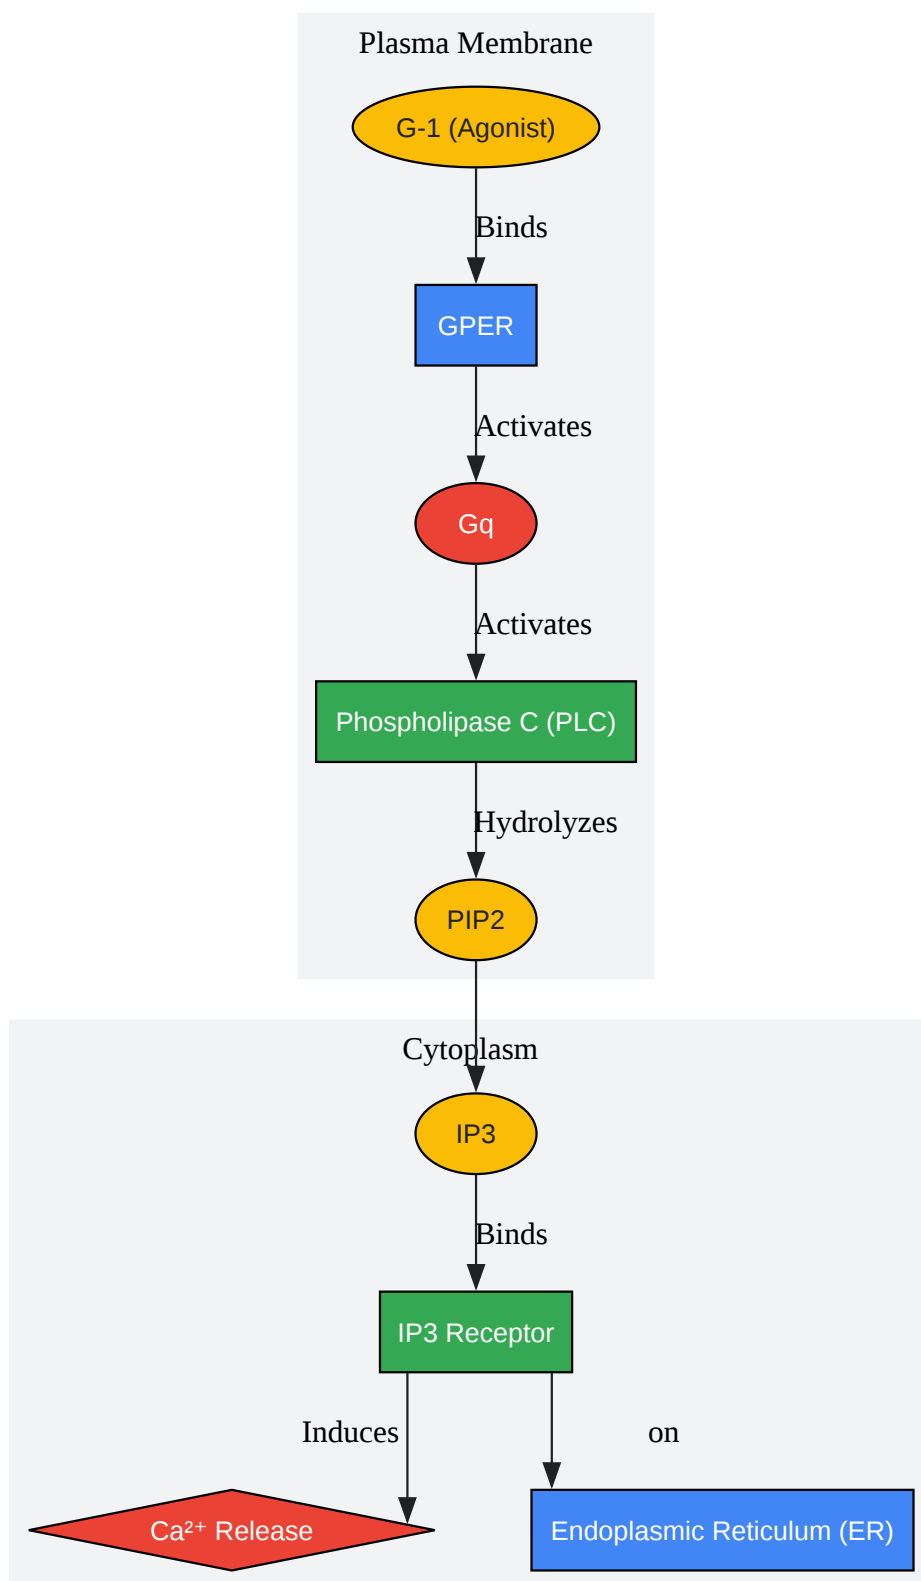 Plasma Membrane
G-1 (Agonist)
Binds
GPER
Activates
Gq
Activates
Phospholipase C (PLC)
Hydrolyzes
PIP2
Cytoplasm
IP3
Binds
IP3 Receptor
Induces
on
Ca²⁺ Release
Endoplasmic Reticulum (ER)